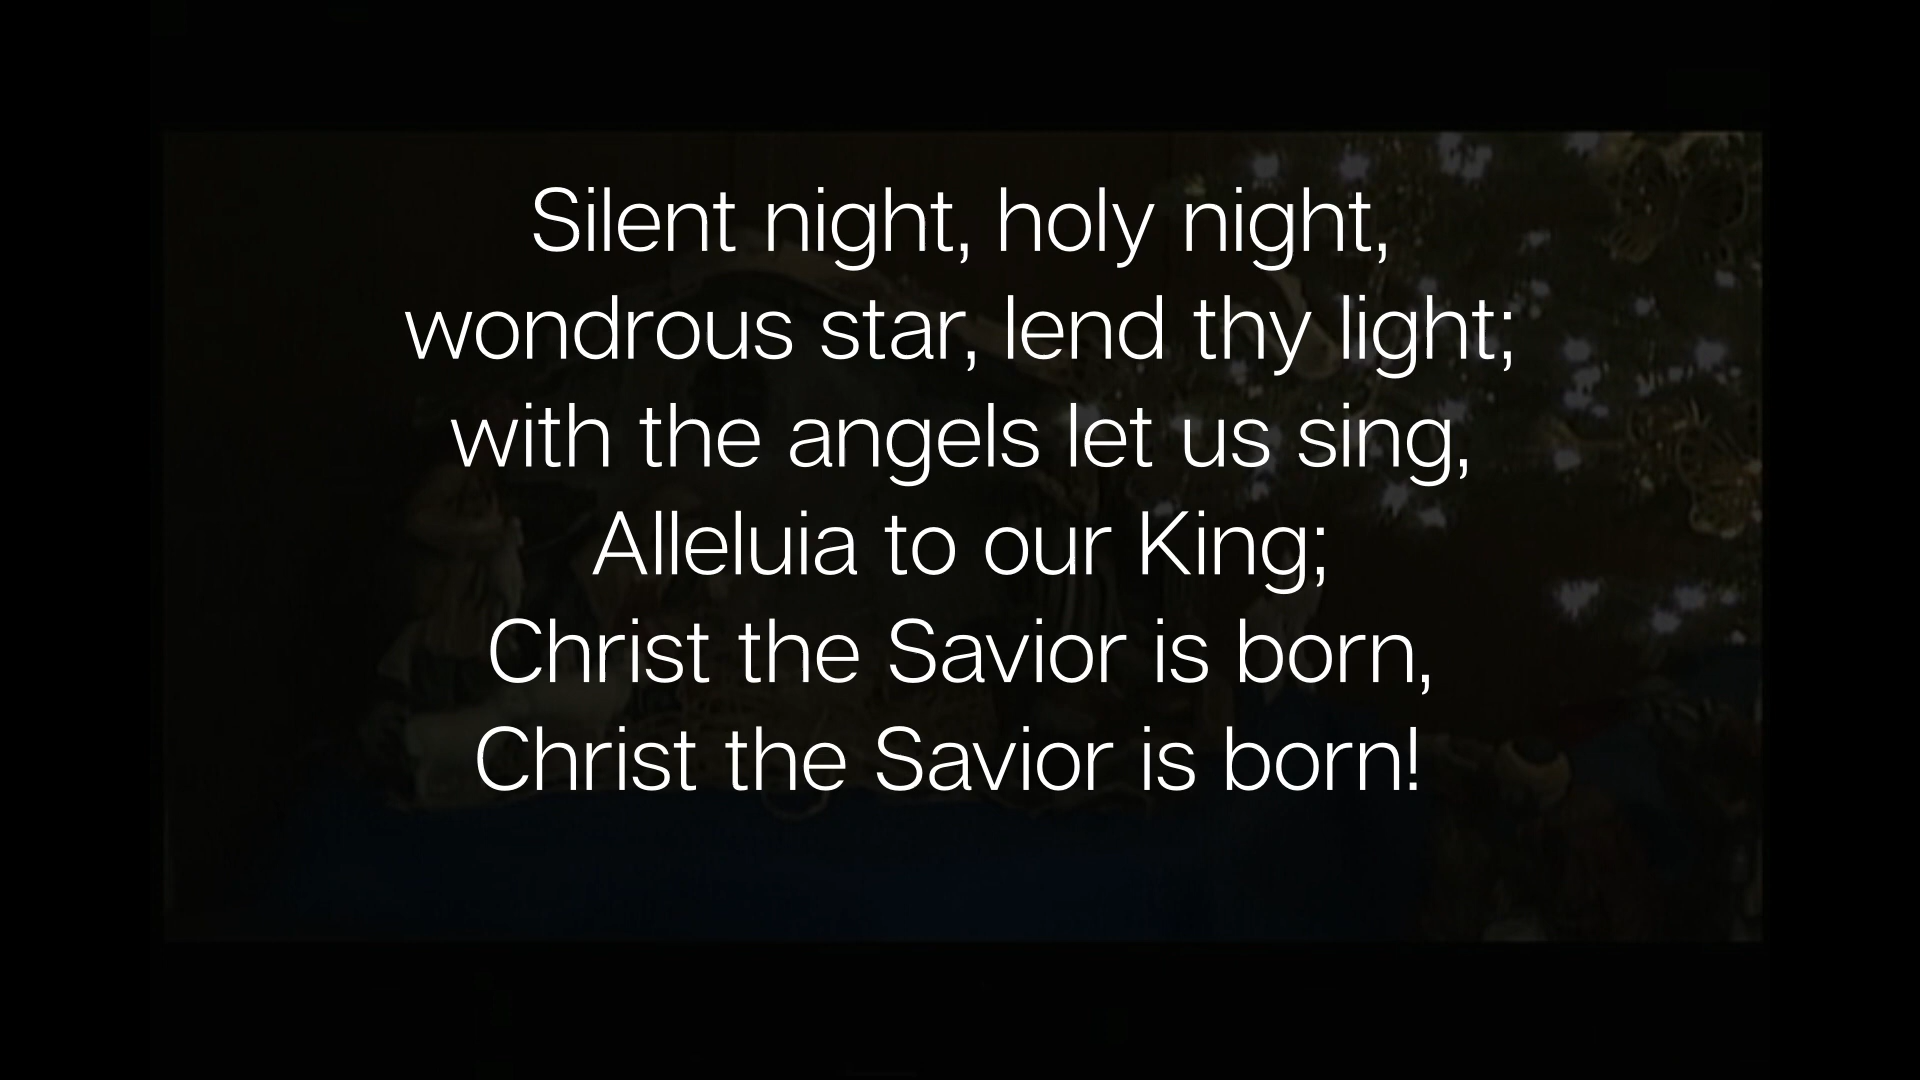 Silent night, holy night,
wondrous star, lend thy light;
with the angels let us sing,
Alleluia to our King;
Christ the Savior is born,
Christ the Savior is born!